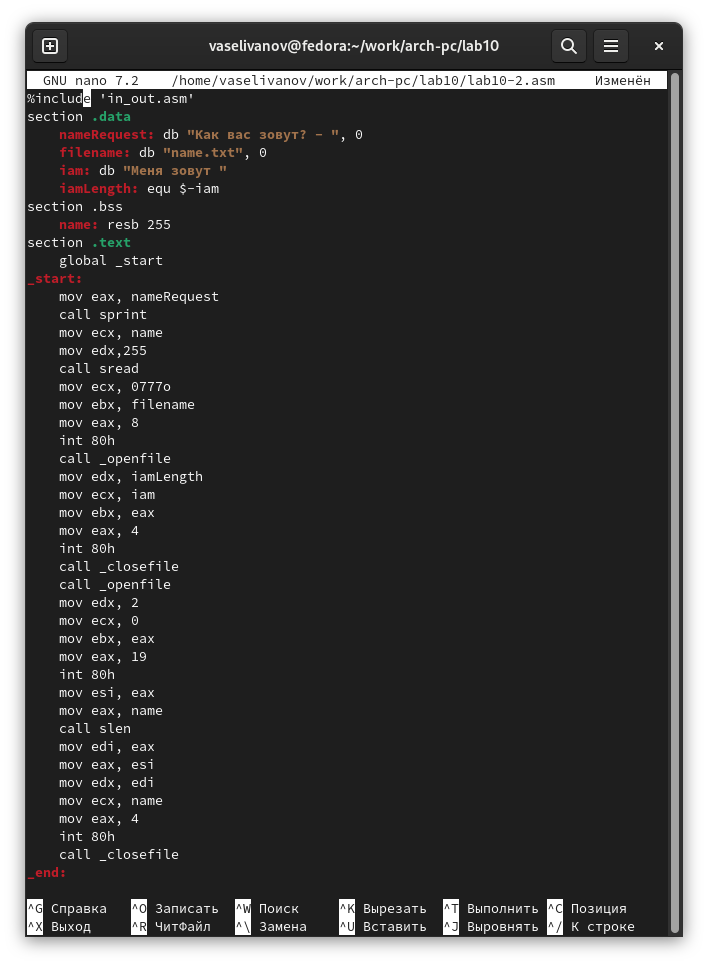 vaselivanov@fedora:~/work/arch-pc/lab10
GNU nano 7.2 /home/vaselivanov/work/arch-pc/lab10/lab10-2.asm Изменён
%include 'in_out.asm'
section .data
    nameRequest: db "Как вас зовут? - ", 0
    filename: db "name.txt", 0
    iam: db "Меня зовут "
    iamLength: equ $-iam
section .bss
    name: resb 255
section .text
    global _start
_start:
    mov eax, nameRequest
    call sprint
    mov ecx, name
    mov edx,255
    call sread
    mov ecx, 0777o
    mov ebx, filename
    mov eax, 8
    int 80h
    call _openfile
    mov edx, iamLength
    mov ecx, iam
    mov ebx, eax
    mov eax, 4
    int 80h
    call _closefile
    call _openfile
    mov edx, 2
    mov ecx, 0
    mov ebx, eax
    mov eax, 19
    int 80h
    mov esi, eax
    mov eax, name
    call slen
    mov edi, eax
    mov eax, esi
    mov edx, edi
    mov ecx, name
    mov eax, 4
    int 80h
    call _closefile
_end:
^G Справка ^O Записать ^W Поиск ^K Вырезать ^T Выполнить ^C Позиция
^X Выход ^R ЧитФайл ^\ Замена ^U Вставить ^J Выровнять ^/ К строке